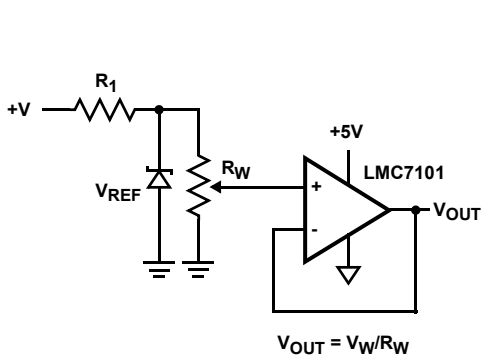 R1
+V
+5V
RW
LMC7101
VREF
+
-
VOUT
VOUT = VW/RW